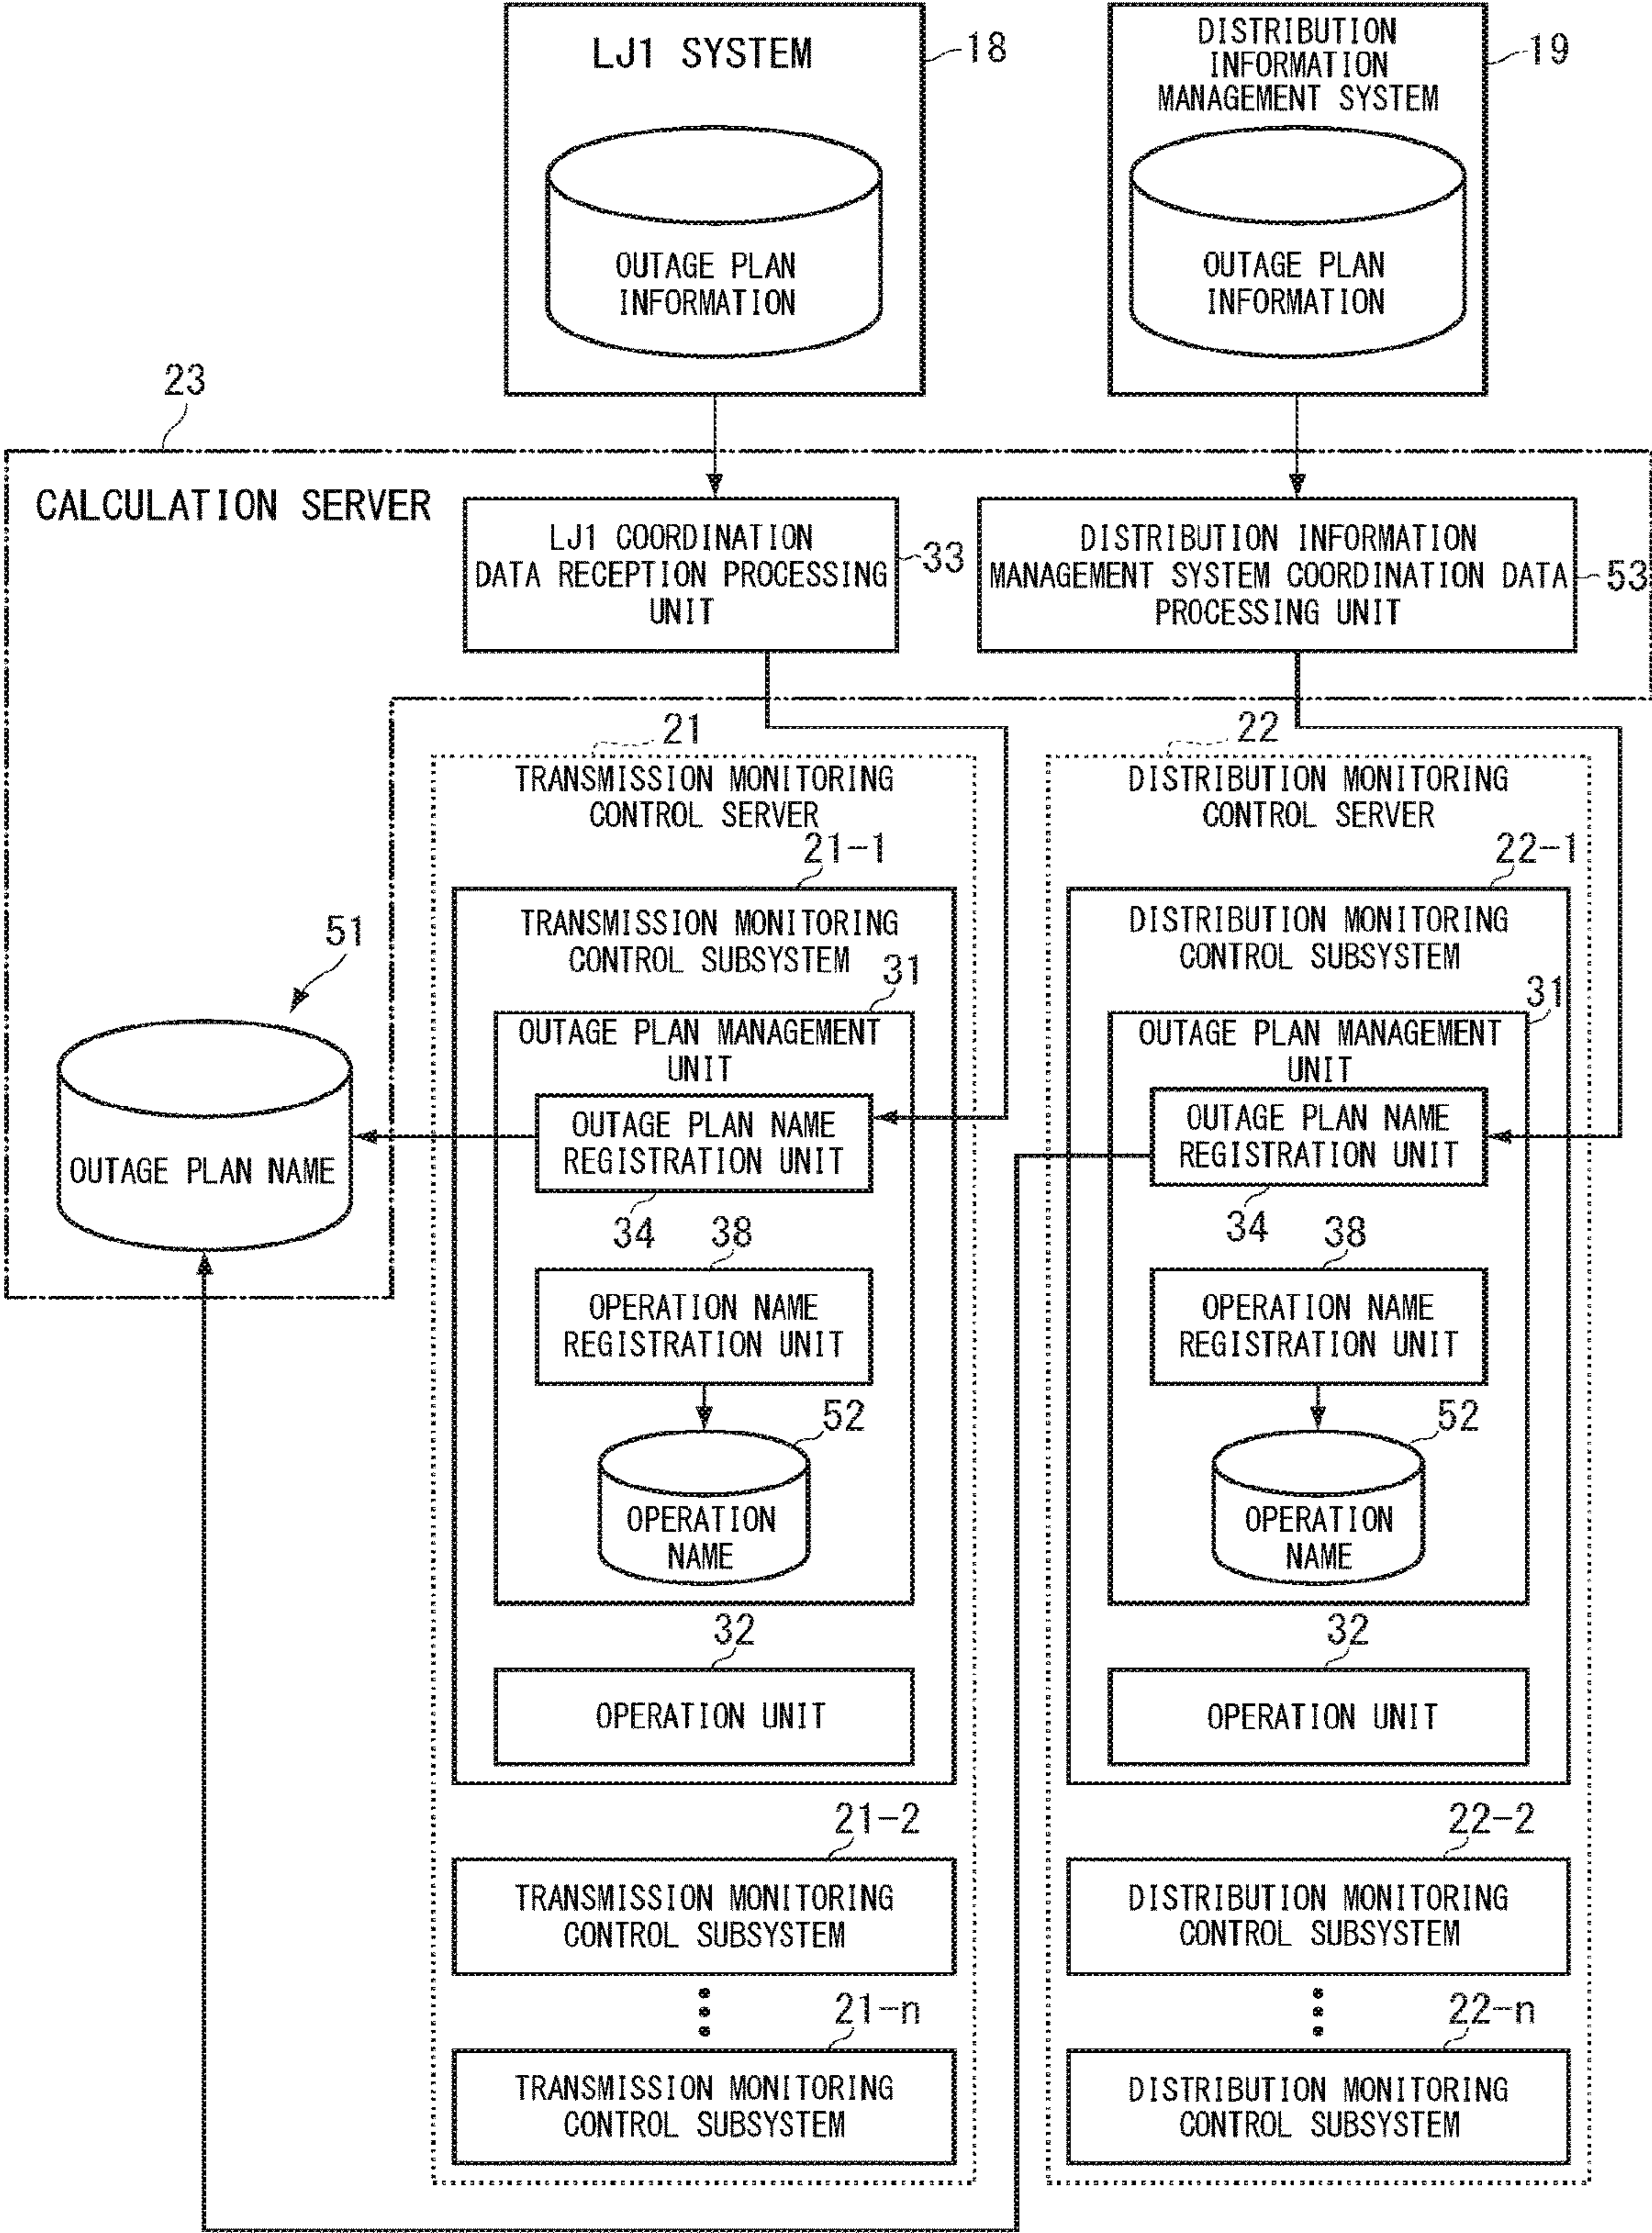 LJ1 SYSTEM
18
OUTAGE PLAN
INFORMATION
DISTRIBUTION
INFORMATION
MANAGEMENT SYSTEM
19
OUTAGE PLAN
INFORMATION
23
CALCULATION SERVER
LJ1 COORDINATION
DATA RECEPTION PROCESSING
UNIT
33
DISTRIBUTION INFORMATION
MANAGEMENT SYSTEM COORDINATION DATA
PROCESSING UNIT
53
51
OUTAGE PLAN NAME
21
TRANSMISSION MONITORING
CONTROL SERVER
21-1
TRANSMISSION MONITORING
CONTROL SUBSYSTEM
31
OUTAGE PLAN MANAGEMENT
UNIT
OUTAGE PLAN NAME
REGISTRATION UNIT
34
38
OPERATION NAME
REGISTRATION UNIT
52
OPERATION
NAME
32
OPERATION UNIT
21-2
TRANSMISSION MONITORING
CONTROL SUBSYSTEM
21-n
TRANSMISSION MONITORING
CONTROL SUBSYSTEM
22
DISTRIBUTION MONITORING
CONTROL SERVER
22-1
DISTRIBUTION MONITORING
CONTROL SUBSYSTEM
31
OUTAGE PLAN MANAGEMENT
UNIT
OUTAGE PLAN NAME
REGISTRATION UNIT
34
38
OPERATION NAME
REGISTRATION UNIT
52
OPERATION
NAME
32
OPERATION UNIT
22-2
DISTRIBUTION MONITORING
CONTROL SUBSYSTEM
22-n
DISTRIBUTION MONITORING
CONTROL SUBSYSTEM